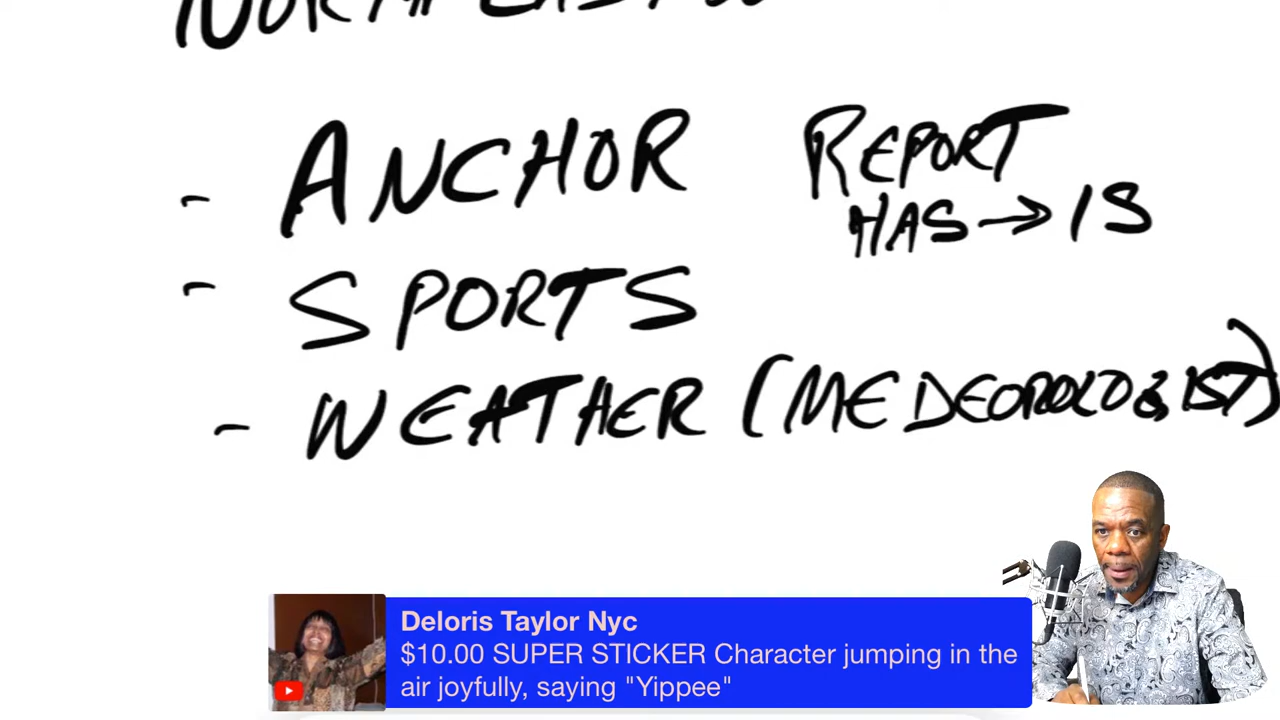 - ANCHOR REPORT
HAS → IS
- SPORTS
- WEATHER (MEDEOROLOGIST)
Deloris Taylor Nyc
$10.00 SUPER STICKER Character jumping in the
air joyfully, saying "Yippee"